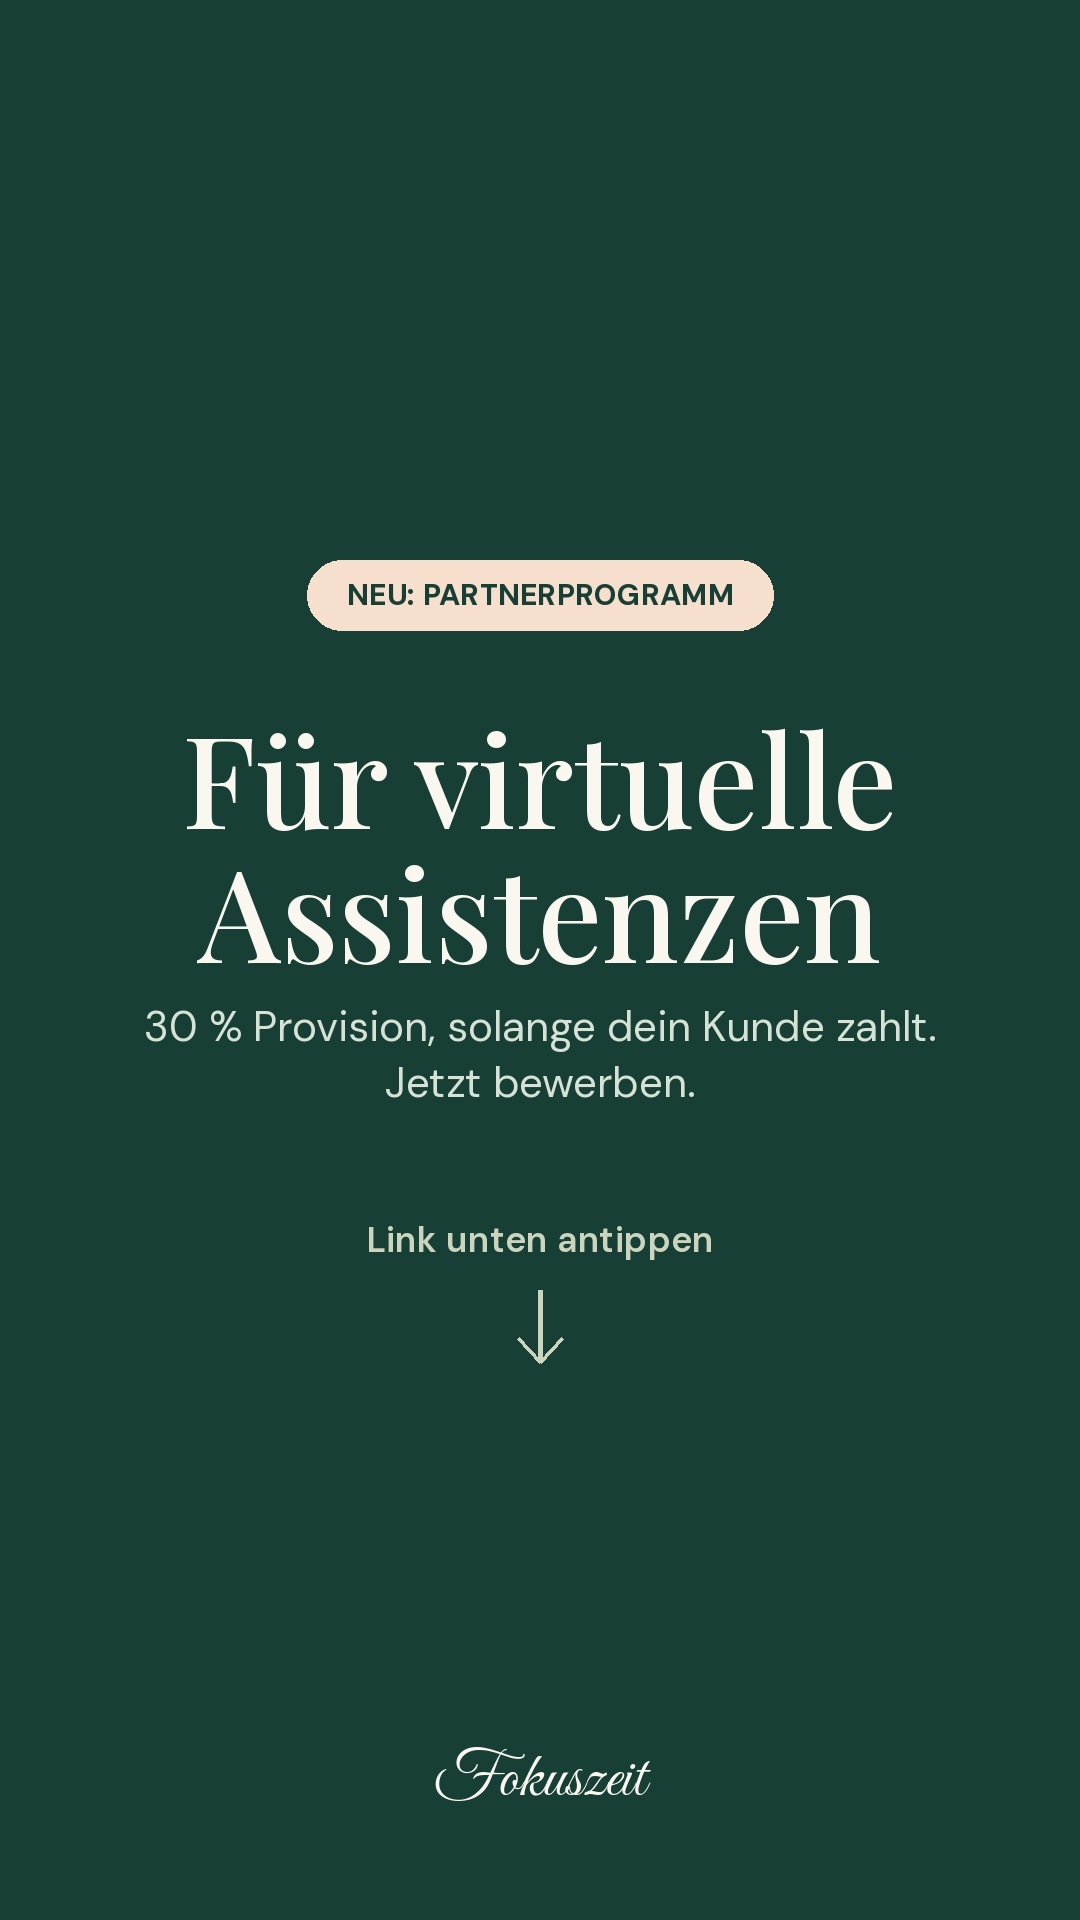 NEU: PARTNERPROGRAMM
Für virtuelle
Assistenzen
30 % Provision, solange dein Kunde zahlt.
Jetzt bewerben.
Link unten antippen
Fokuszeit